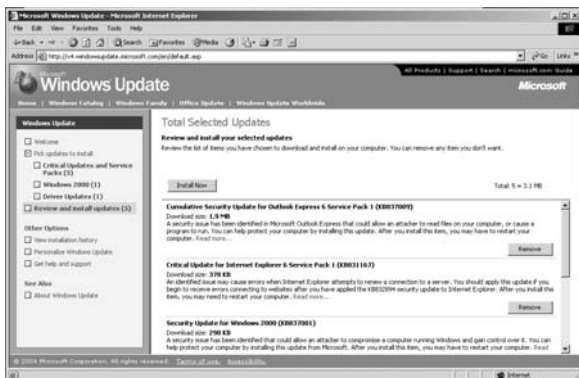 Microsoft Windows Update - Microsoft Internet Explorer
File Edit View Favorites Tools Help
Back Search Favorites Media
Address http://v4.windowsupdate.microsoft.com/en/default.asp Go Links
All Products | Support | Search | microsoft.com Guide
Microsoft
Windows Update
Microsoft
Home | Windows Catalog | Windows Family | Office Update | Windows Update Worldwide
Windows Update
Welcome
Pick updates to install
Critical Updates and Service Packs (3)
Windows 2000 (1)
Driver Updates (1)
Review and install updates (5)
Other Options
View installation history
Personalize Windows Update
Get help and support
See Also
About Windows Update
Total Selected Updates
Review and install your selected updates
Review the list of items you have chosen to download and install on your computer. You can remove any item you don't want.
Install Now
Total: 5 = 3.1 MB
Cumulative Security Update for Outlook Express 6 Service Pack 1 (KB837009)
Download size: 1.9 MB
A security issue has been identified in Microsoft Outlook Express that could allow an attacker to read files on your computer, or cause a
program to run. You can help protect your computer by installing this update. After you install this item, you may have to restart your
computer. Read more...
Remove
Critical Update for Internet Explorer 6 Service Pack 1 (KB831167)
Download size: 378 KB
An identified issue may cause errors when Internet Explorer attempts to renew a connection to a server. You should apply this update if you
begin to receive errors connecting to websites after you have applied the KB832894 security update to Internet Explorer. After you install this
item, you may need to restart your computer. Read more...
Remove
Security Update for Windows 2000 (KB837001)
Download size: 290 KB
A security issue has been identified that could allow an attacker to compromise a computer running Windows and gain control over it. You can
help protect your computer by installing this update from Microsoft. After you install this item, you may have to restart your computer. Read
© 2004 Microsoft Corporation. All rights reserved. Terms of use. Accessibility.
Internet